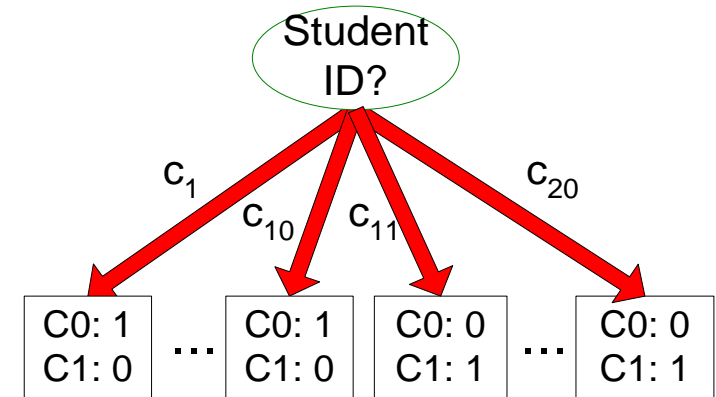 Student
ID?
c₁
c₁₀
c₁₁
c₂₀
C0: 1
C1: 0
...
C0: 1
C1: 0
C0: 0
C1: 1
...
C0: 0
C1: 1